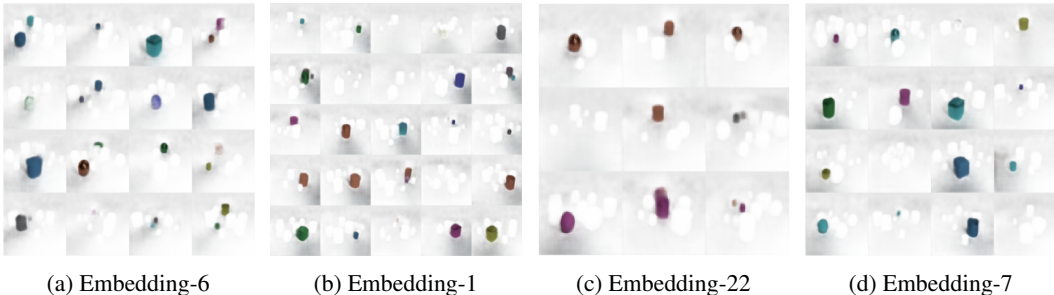 (a) Embedding-6
(b) Embedding-1
(c) Embedding-22
(d) Embedding-7